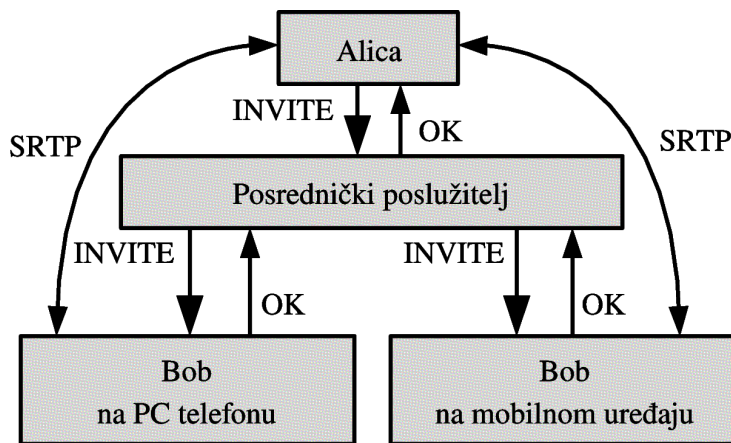 Alica
INVITE
OK
SRTP
SRTP
Posrednički poslužitelj
INVITE
OK
INVITE
OK
Bob
na PC telefonu
Bob
na mobilnom uređaju